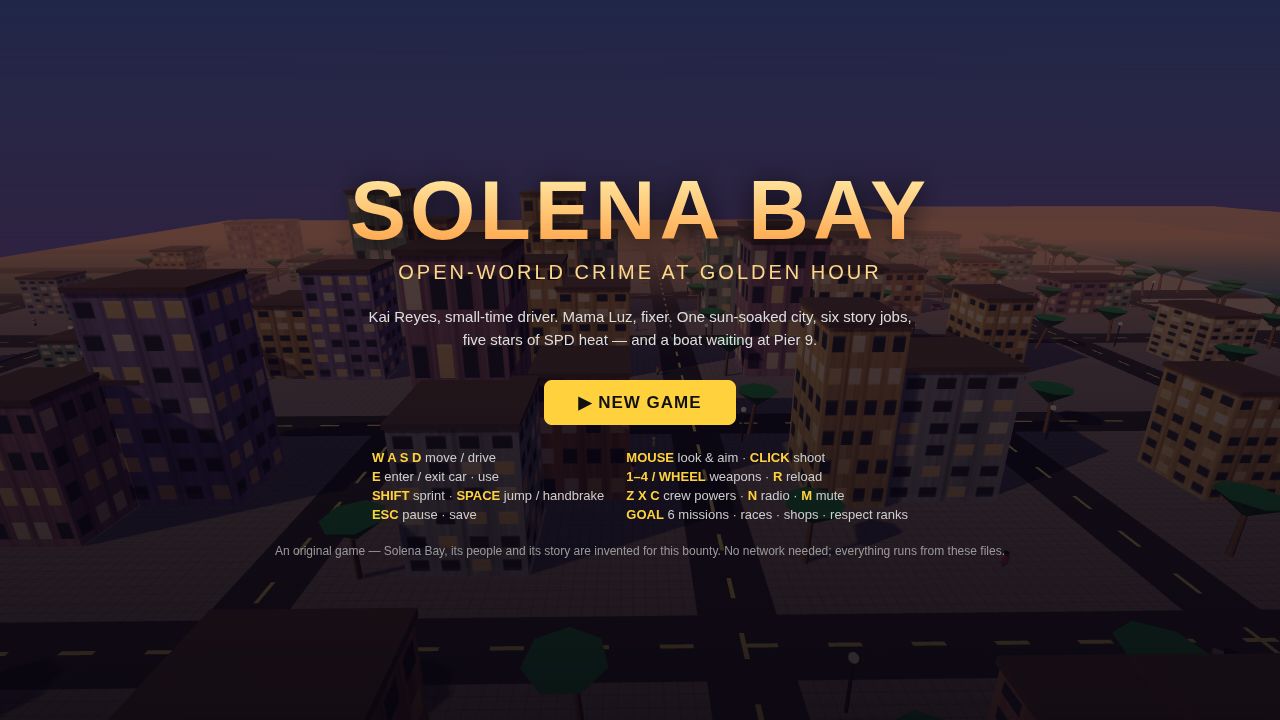 SOLENA BAY
OPEN-WORLD CRIME AT GOLDEN HOUR
Kai Reyes, small-time driver. Mama Luz, fixer. One sun-soaked city, six story jobs,
five stars of SPD heat — and a boat waiting at Pier 9.
▶ NEW GAME
W A S D move / drive
E enter / exit car · use
SHIFT sprint · SPACE jump / handbrake
ESC pause · save
MOUSE look & aim · CLICK shoot
1–4 / WHEEL weapons · R reload
Z X C crew powers · N radio · M mute
GOAL 6 missions · races · shops · respect ranks
An original game — Solena Bay, its people and its story are invented for this bounty. No network needed; everything runs from these files.